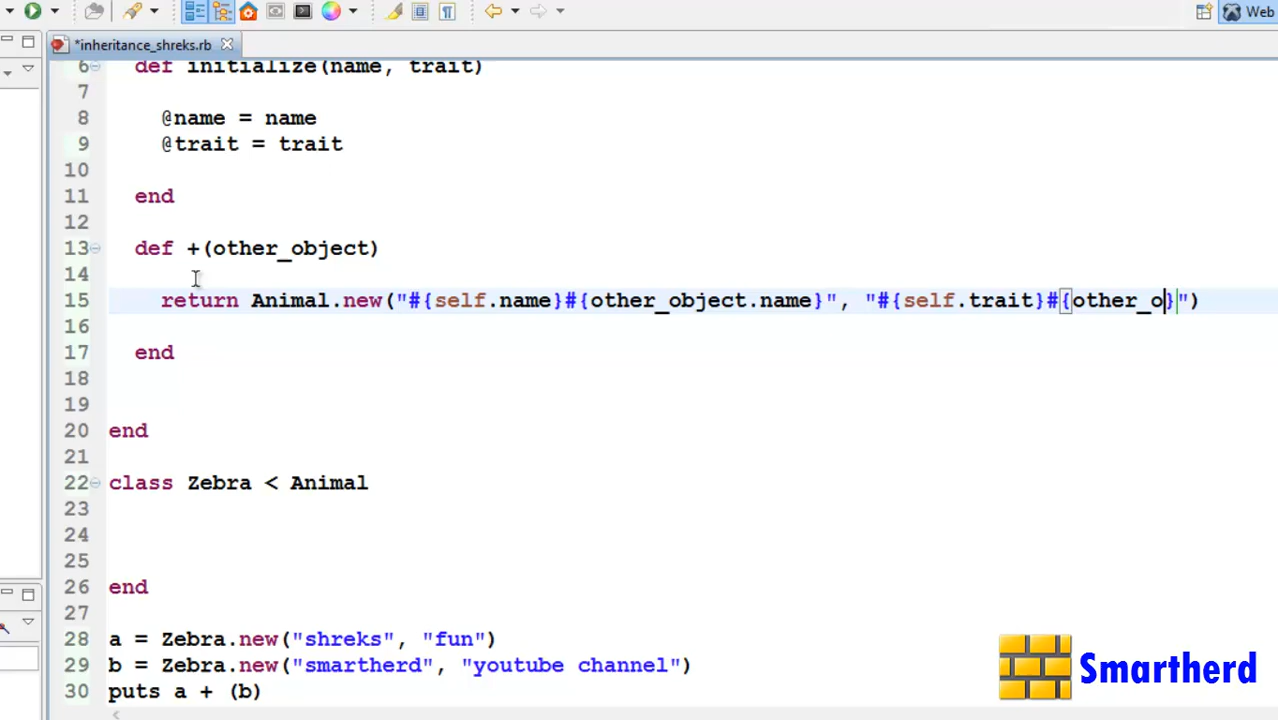 Web
*inheritance_shreks.rb
6 def initialize(name, trait)
7
8 @name = name
9 @trait = trait
10
11 end
12
13 def +(other_object)
14
15 return Animal.new("#{self.name}#{other_object.name}", "#{self.trait}#{other_o}")
16
17 end
18
19
20 end
21
22 class Zebra < Animal
23
24
25
26 end
27
28 a = Zebra.new("shreks", "fun")
29 b = Zebra.new("smartherd", "youtube channel")
30 puts a + (b)
Smartherd